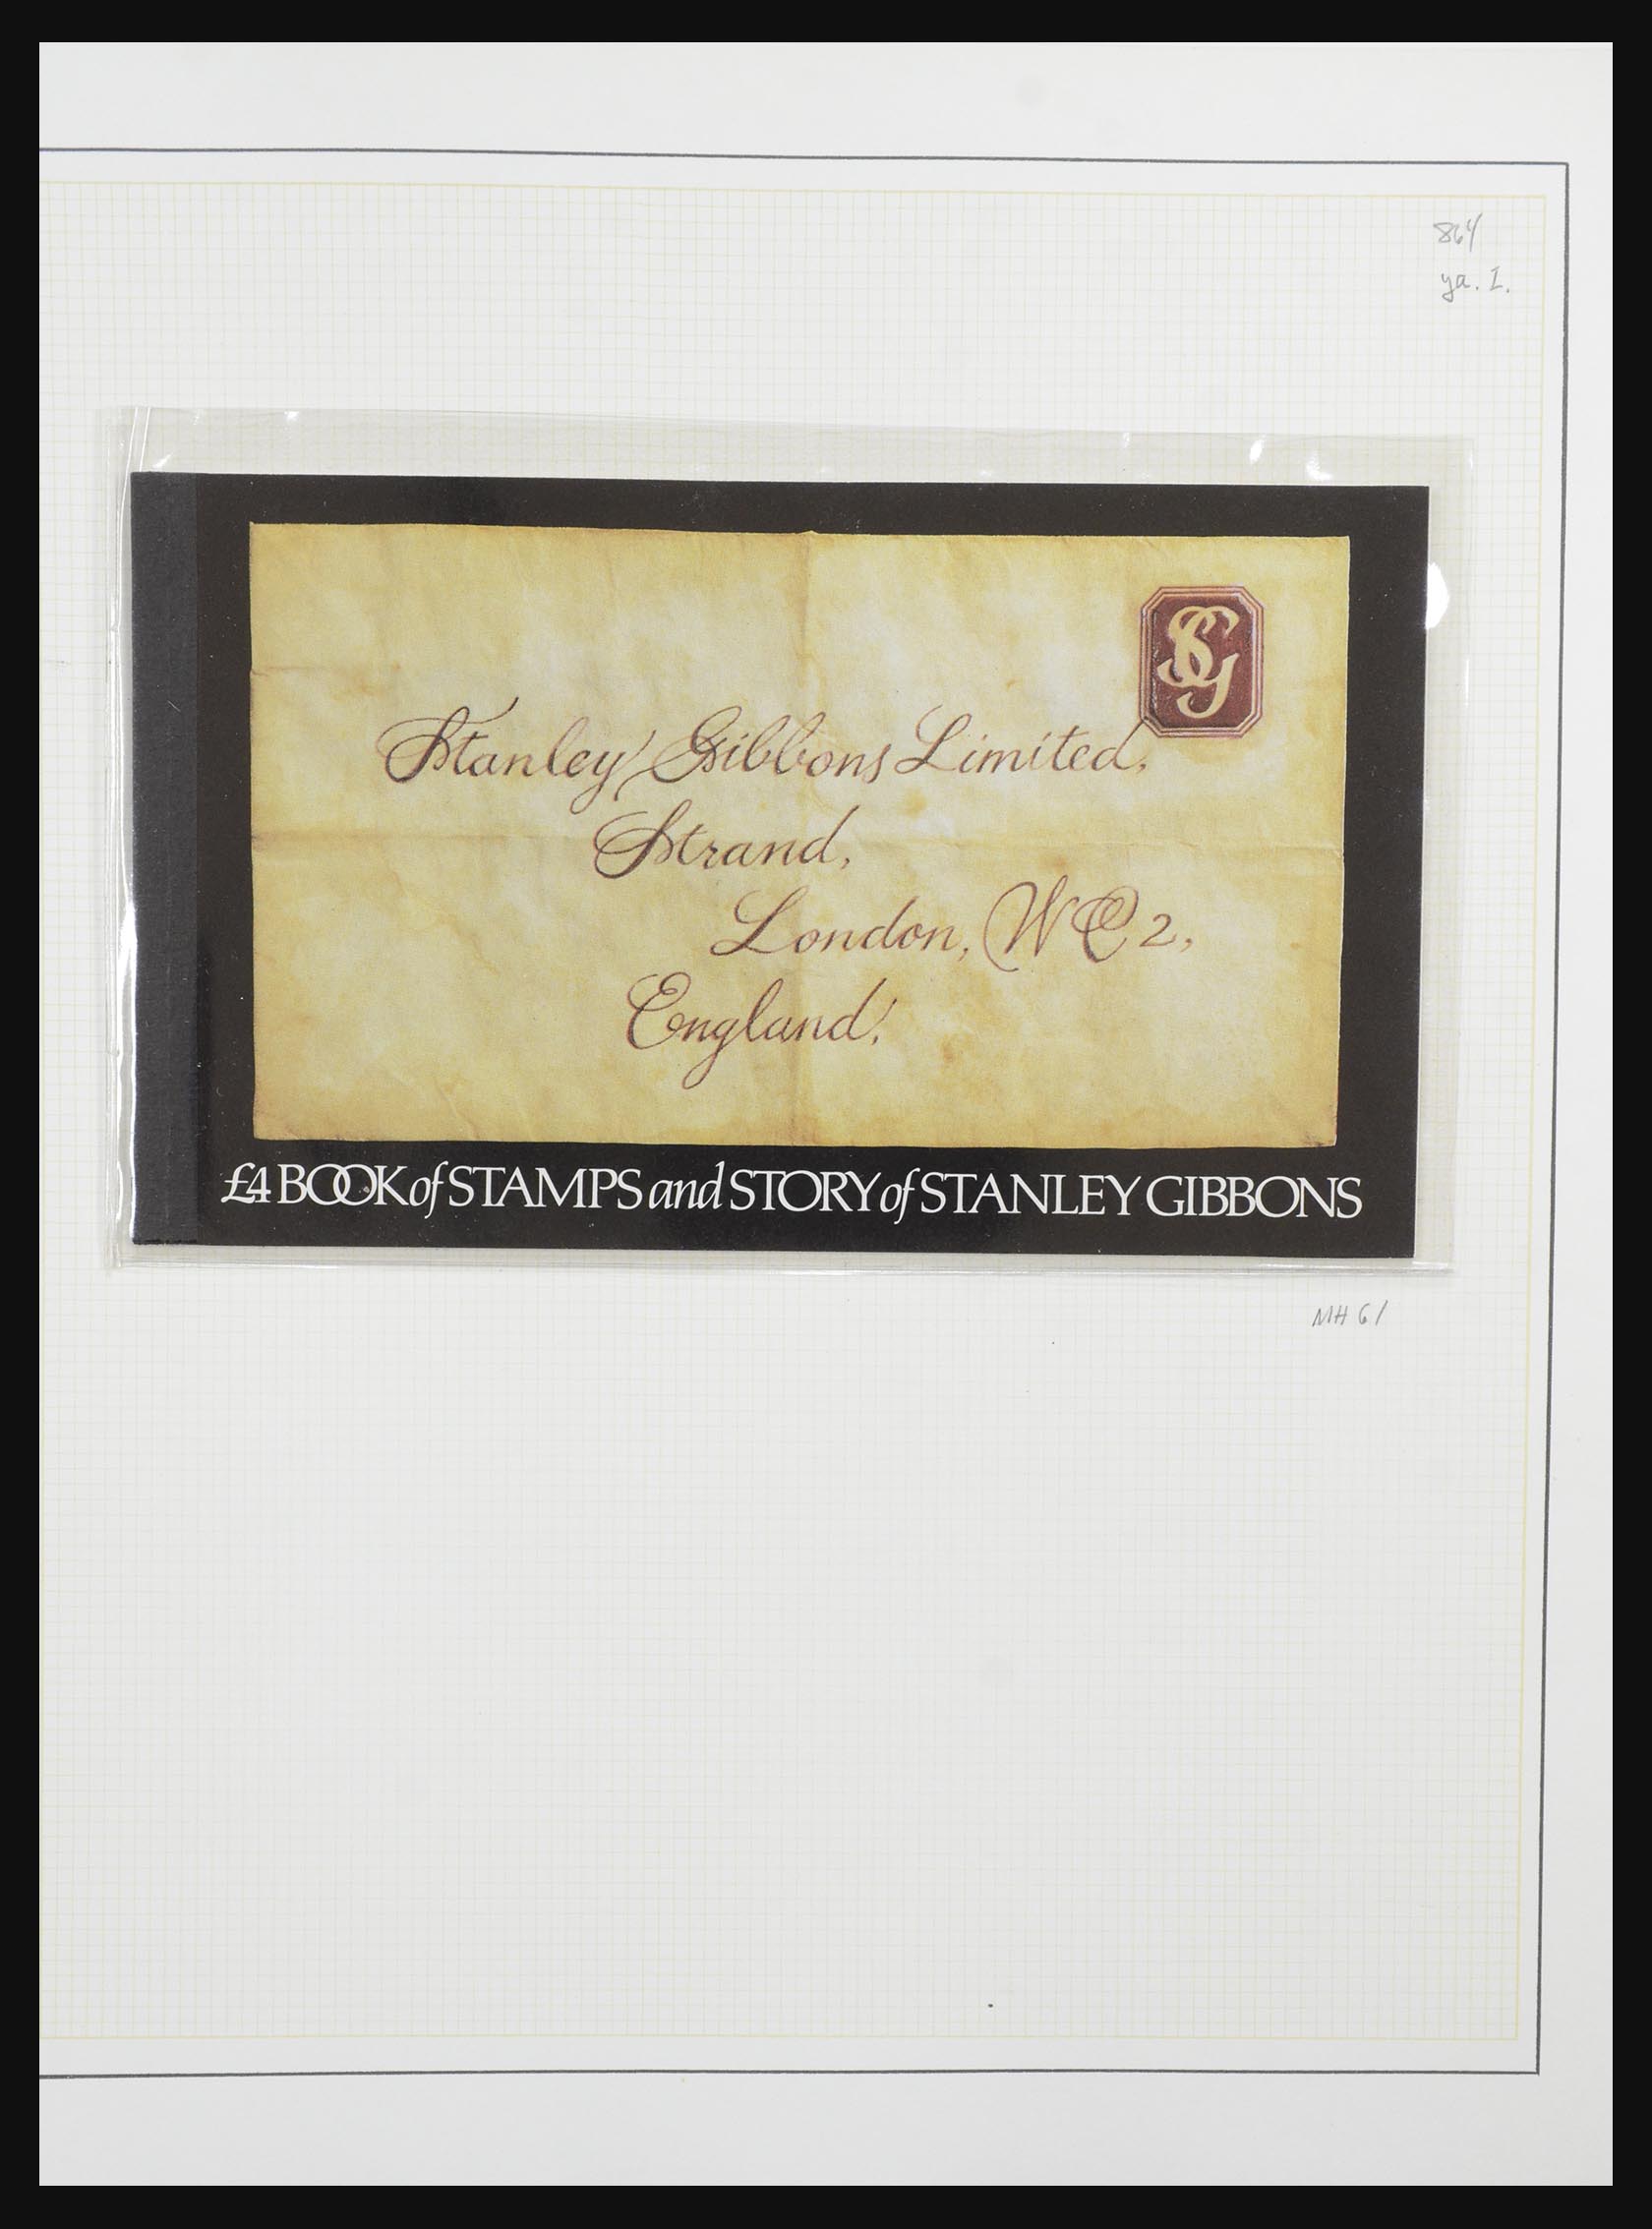 864
ya. I.
SG
Stanley Gibbons Limited,
Strand,
London, WC2,
England.
£4 BOOK of STAMPS and STORY of STANLEY GIBBONS
MH 61